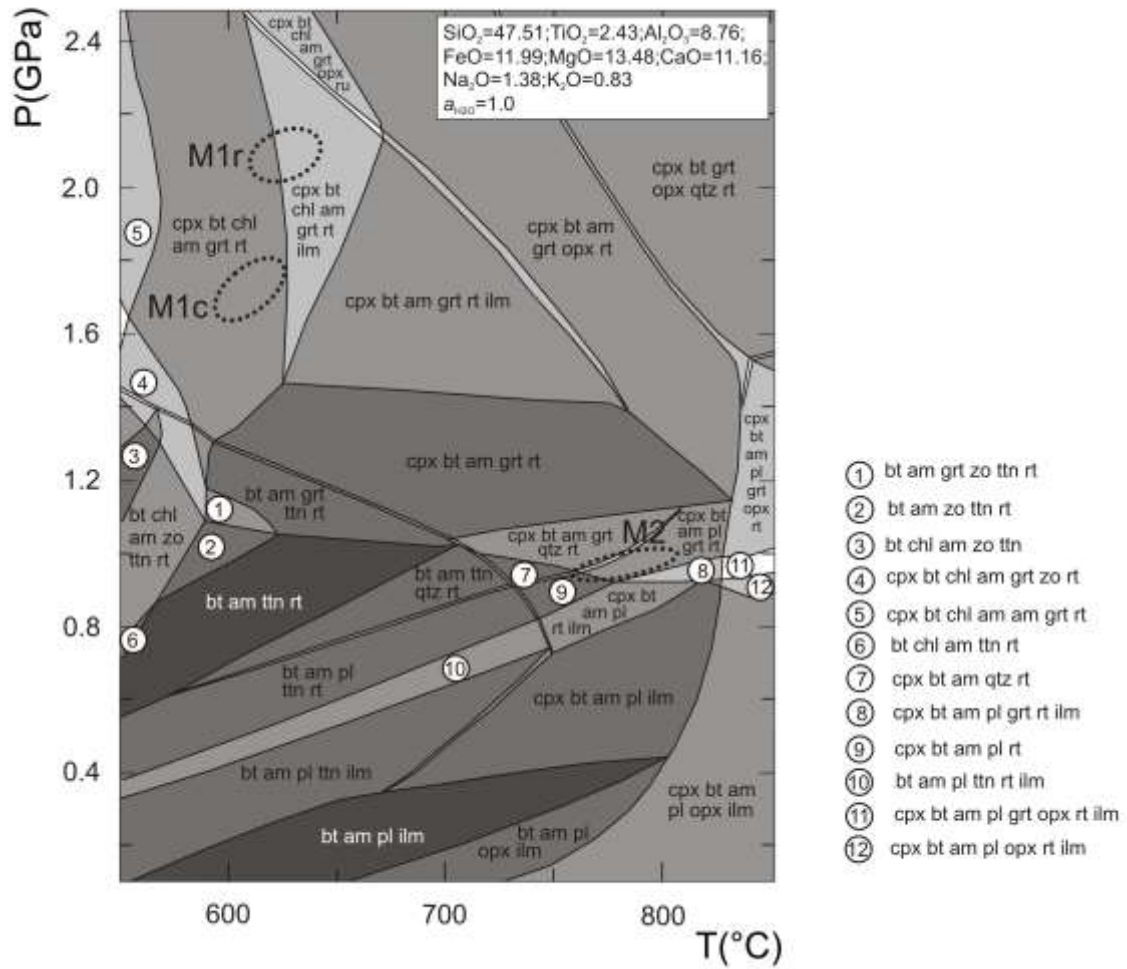 P(GPa)
2.4
2.0
1.6
1.2
0.8
0.4
600
700
800
T(°C)
SiO2=47.51;TiO2=2.43;Al2O3=8.76;
FeO=11.99;MgO=13.48;CaO=11.16;
Na2O=1.38;K2O=0.83
aH2O=1.0
cpx bt
chl
am
grt
opx
ru
M1r
cpx bt
chl am
grt rt
ilm
cpx bt grt
opx qtz rt
5
cpx bt chl
am grt rt
cpx bt am
grt opx rt
M1c
cpx bt am grt rt ilm
4
3
cpx bt am grt rt
cpx
bt
am
pl
grt
opx
rt
bt am grt
ttn rt
1
bt chl
am zo
ttn rt
2
cpx bt am grt
qtz rt
M2
cpx bt
am pl
grt rt
7
8
11
9
12
bt am ttn
qtz rt
bt am ttn rt
cpx bt
am pl
rt ilm
6
10
bt am pl
ttn rt
cpx bt am pl ilm
bt am pl ttn ilm
cpx bt am
pl opx ilm
bt am pl ilm
bt am pl
opx ilm
1 bt am grt zo ttn rt
2 bt am zo ttn rt
3 bt chl am zo ttn
4 cpx bt chl am grt zo rt
5 cpx bt chl am am grt rt
6 bt chl am ttn rt
7 cpx bt am qtz rt
8 cpx bt am pl grt rt ilm
9 cpx bt am pl rt
10 bt am pl ttn rt ilm
11 cpx bt am pl grt opx rt ilm
12 cpx bt am pl opx rt ilm